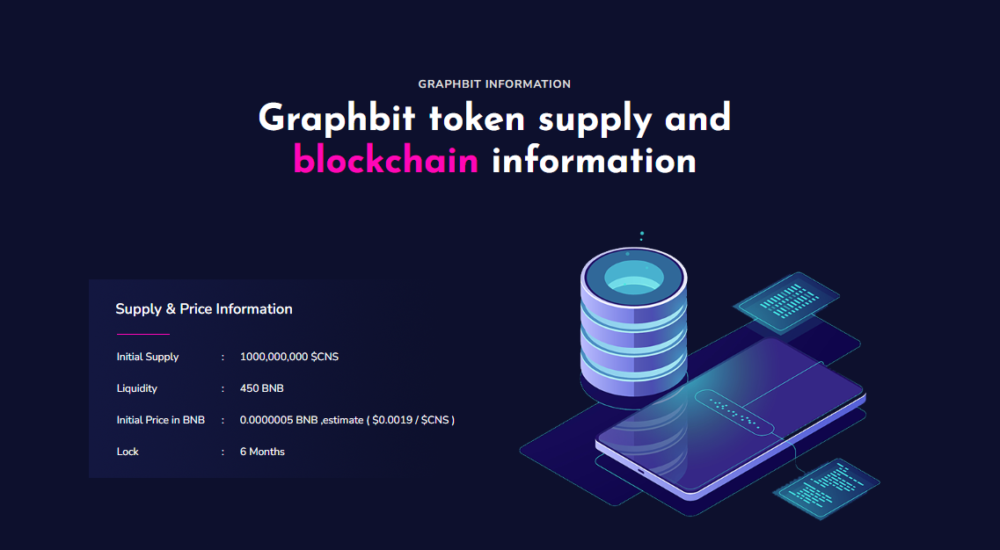 GRAPHBIT INFORMATION
Graphbit token supply and
blockchain information
Supply & Price Information
Initial Supply : 1000,000,000 $CNS
Liquidity : 450 BNB
Initial Price in BNB : 0.0000005 BNB ,estimate ( $0.0019 / $CNS )
Lock : 6 Months